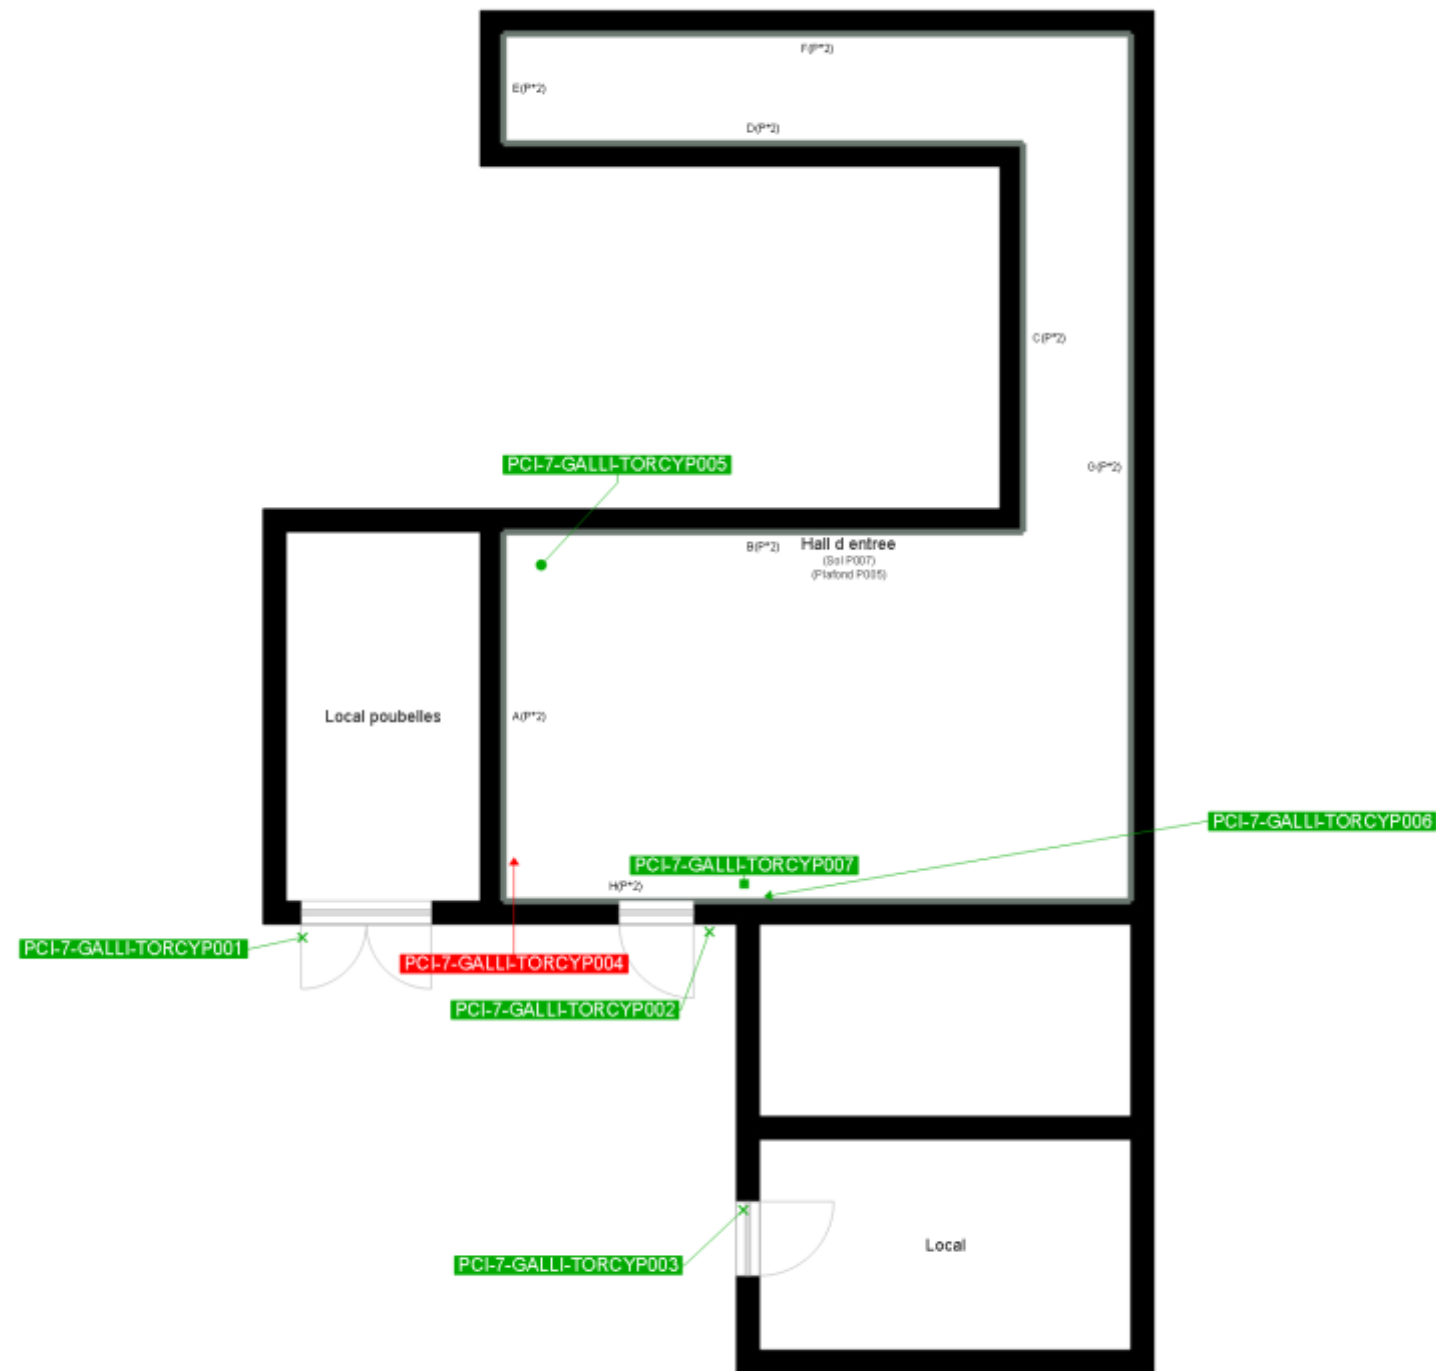 F(P*2)
E(P*2)
D(P*2)
C(P*2)
PCI-7-GALLI-TORCYP005
G(P*2)
B(P*2)
Hall d entree
(Sol P007)
(Plafond P005)
Local poubelles
A(P*2)
PCI-7-GALLI-TORCYP006
PCI-7-GALLI-TORCYP007
H(P*2)
PCI-7-GALLI-TORCYP001
PCI-7-GALLI-TORCYP004
PCI-7-GALLI-TORCYP002
Local
PCI-7-GALLI-TORCYP003